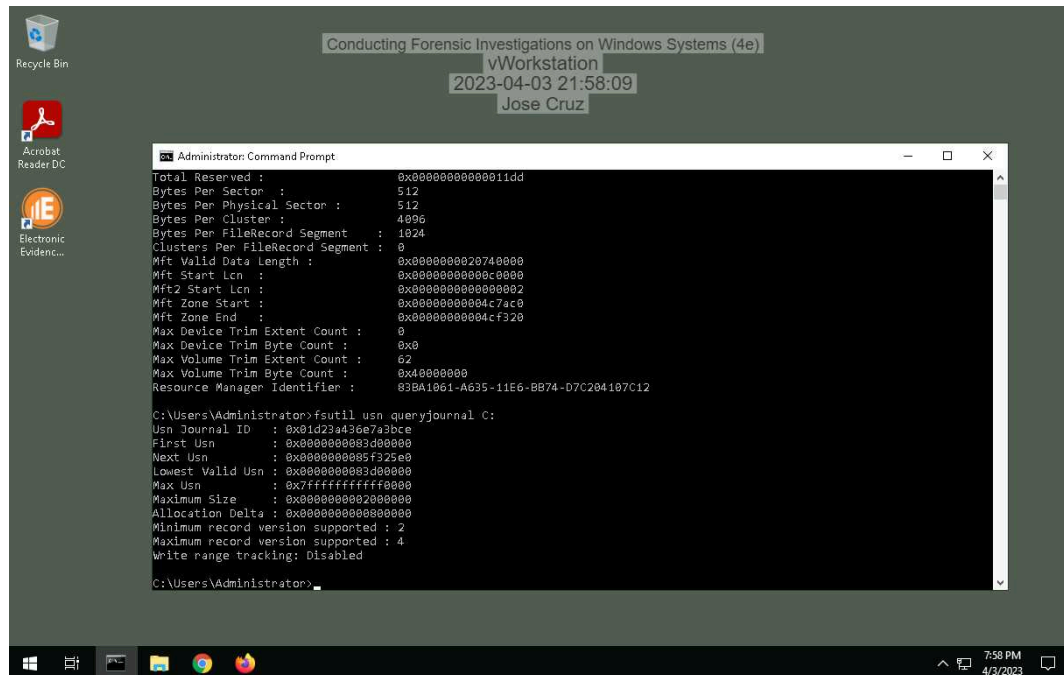 Recycle Bin
Acrobat
Reader DC
Electronic
Evidenc...
Conducting Forensic Investigations on Windows Systems (4e)
vWorkstation
2023-04-03 21:58:09
Jose Cruz
Administrator: Command Prompt
Total Reserved : 0x00000000000011dd
Bytes Per Sector : 512
Bytes Per Physical Sector : 512
Bytes Per Cluster : 4096
Bytes Per FileRecord Segment : 1024
Clusters Per FileRecord Segment : 0
Mft Valid Data Length : 0x0000000020740000
Mft Start Lcn : 0x00000000000c0000
Mft2 Start Lcn : 0x0000000000000002
Mft Zone Start : 0x00000000004c7ac0
Mft Zone End : 0x00000000004cf320
Max Device Trim Extent Count : 0
Max Device Trim Byte Count : 0x0
Max Volume Trim Extent Count : 62
Max Volume Trim Byte Count : 0x40000000
Resource Manager Identifier : 83BA1061-A635-11E6-BB74-D7C204107C12
C:\Users\Administrator>fsutil usn queryjournal C:
Usn Journal ID : 0x01d23a436e7a3bce
First Usn : 0x0000000083d00000
Next Usn : 0x0000000085f325e0
Lowest Valid Usn : 0x0000000083d00000
Max Usn : 0x7fffffffffff0000
Maximum Size : 0x0000000002000000
Allocation Delta : 0x0000000000800000
Minimum record version supported : 2
Maximum record version supported : 4
Write range tracking: Disabled
C:\Users\Administrator>
7:58 PM
4/3/2023